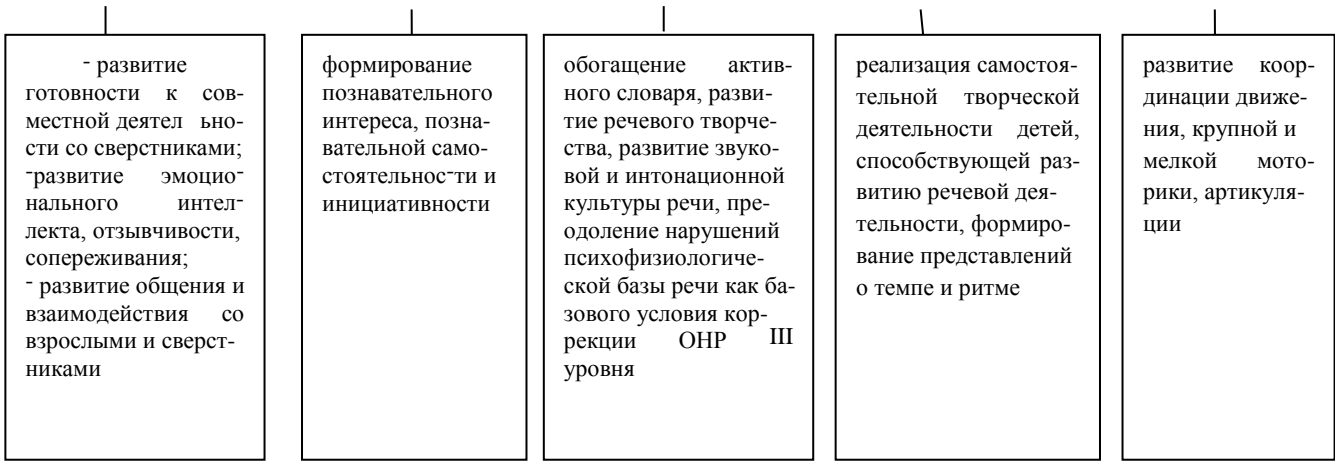 - развитие
готовности к сов-
местной деятел ьно-
сти со сверстниками;
-развитие эмоцио-
нального интел-
лекта, отзывчивости,
сопереживания;
- развитие общения и
взаимодействия со
взрослыми и сверст-
никами
формирование
познавательного
интереса, позна-
вательной само-
стоятельнос-ти и
инициативности
обогащение актив-
ного словаря, разви-
тие речевого творче-
ства, развитие звуко-
вой и интонационной
культуры речи, пре-
одоление нарушений
психофизиологиче-
ской базы речи как ба-
зового условия кор-
рекции ОНР III
уровня
реализация самостоя-
тельной творческой
деятельности детей,
способствующей раз-
витию речевой дея-
тельности, формиро-
вание представлений
о темпе и ритме
развитие коор-
динации движе-
ния, крупной и
мелкой мото-
рики, артикуля-
ции